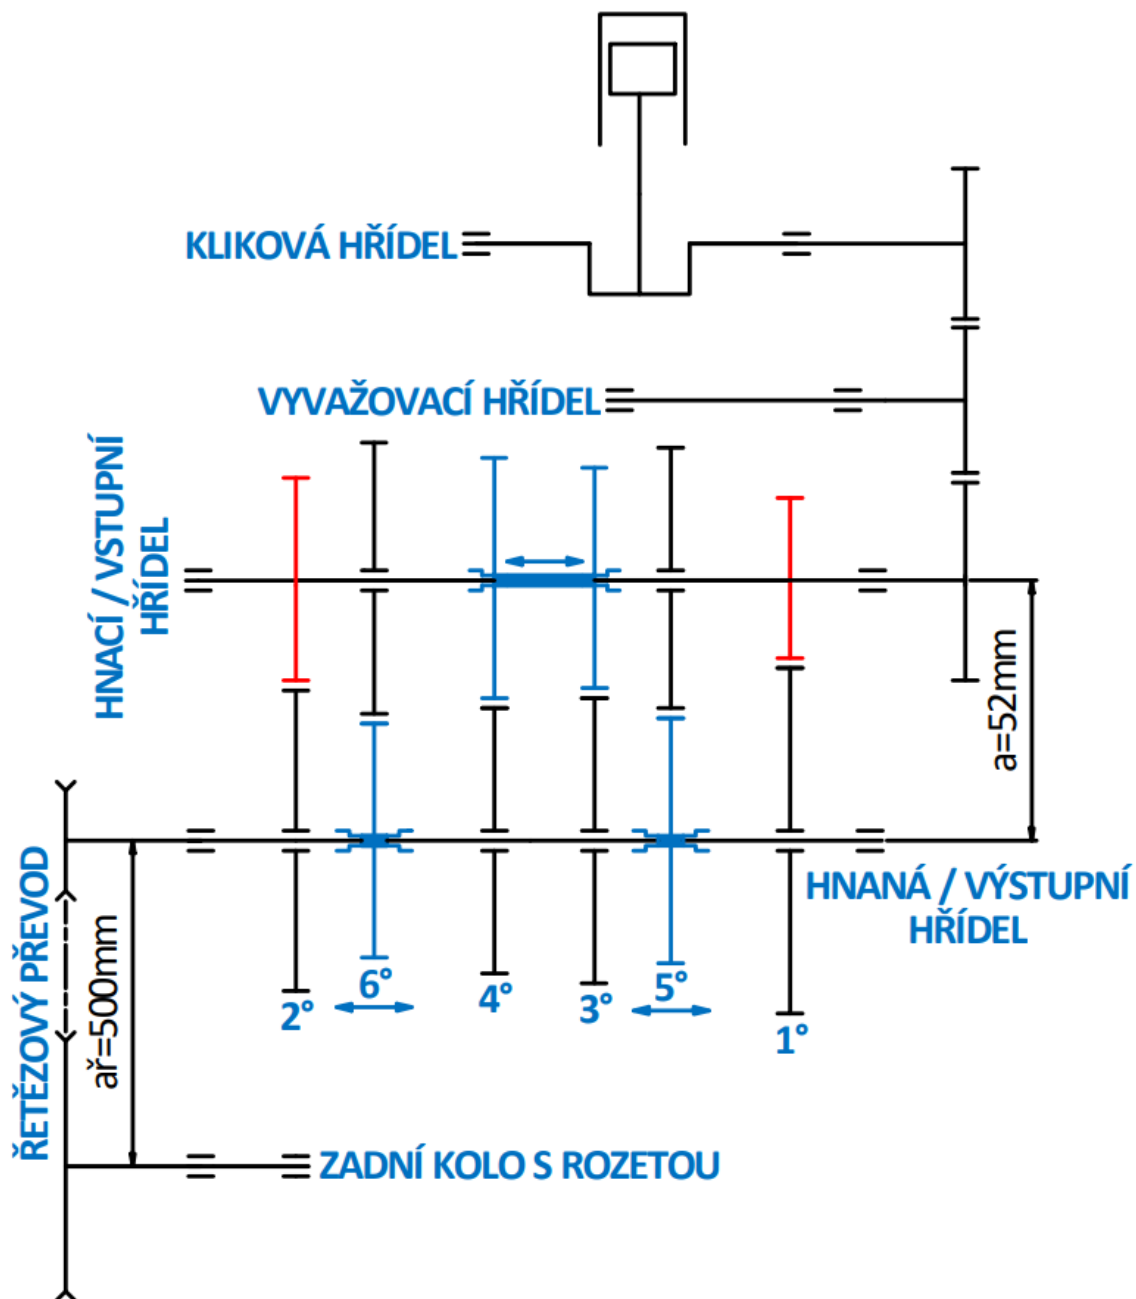 KLIKOVÁ HŘÍDEL
VYVAŽOVACÍ HŘÍDEL
HNACÍ / VSTUPNÍ
HŘÍDEL
a=52mm
HNANÁ / VÝSTUPNÍ
HŘÍDEL
ŘETĚZOVÝ PŘEVOD
ař=500mm
2°
6°
4°
3°
5°
1°
ZADNÍ KOLO S ROZETOU